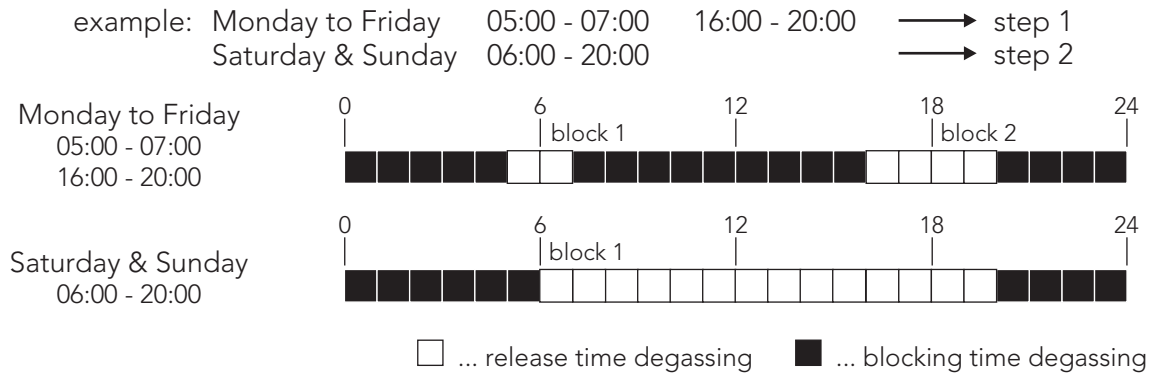 example: Monday to Friday 05:00 - 07:00 16:00 - 20:00 step 1
Saturday & Sunday 06:00 - 20:00 step 2
Monday to Friday
05:00 - 07:00
16:00 - 20:00
0 6 12 18 24
block 1 block 2
Saturday & Sunday
06:00 - 20:00
0 6 12 18 24
block 1
... release time degassing ... blocking time degassing